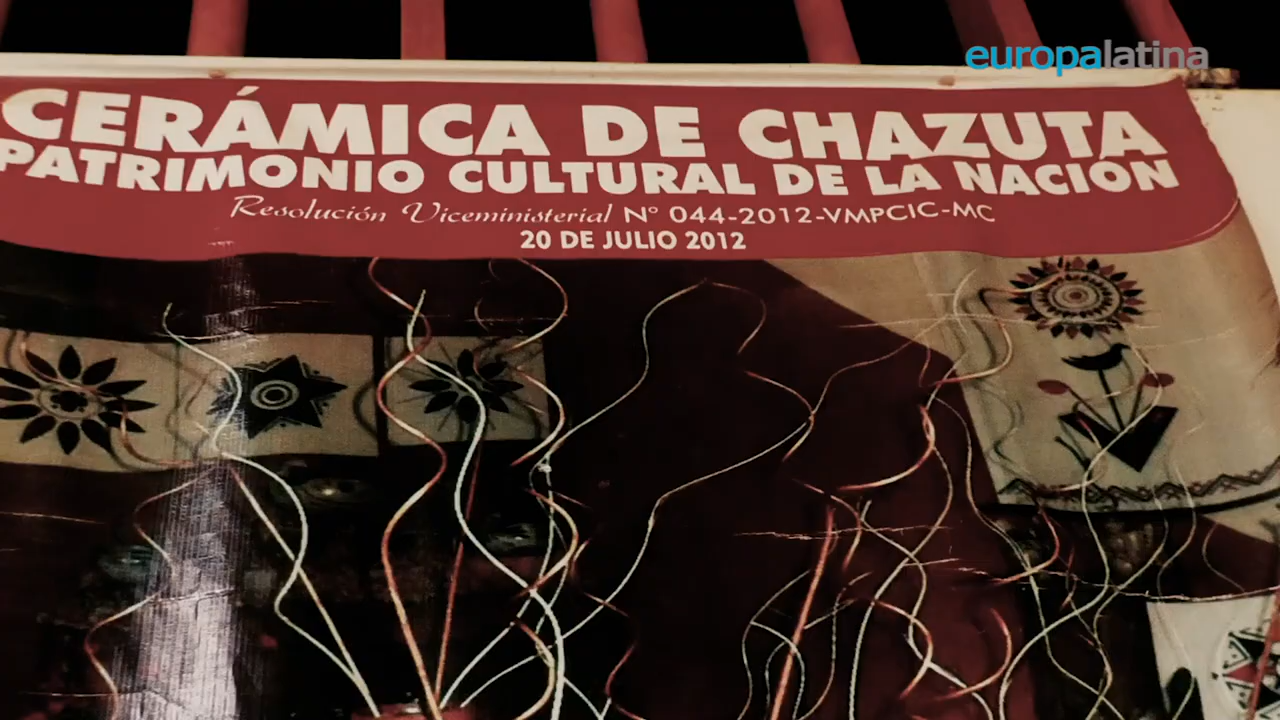 europalatina
CERÁMICA DE CHAZUTA
PATRIMONIO CULTURAL DE LA NACIÓN
Resolución Viceministerial N° 044-2012-VMPCIC-MC
20 DE JULIO 2012